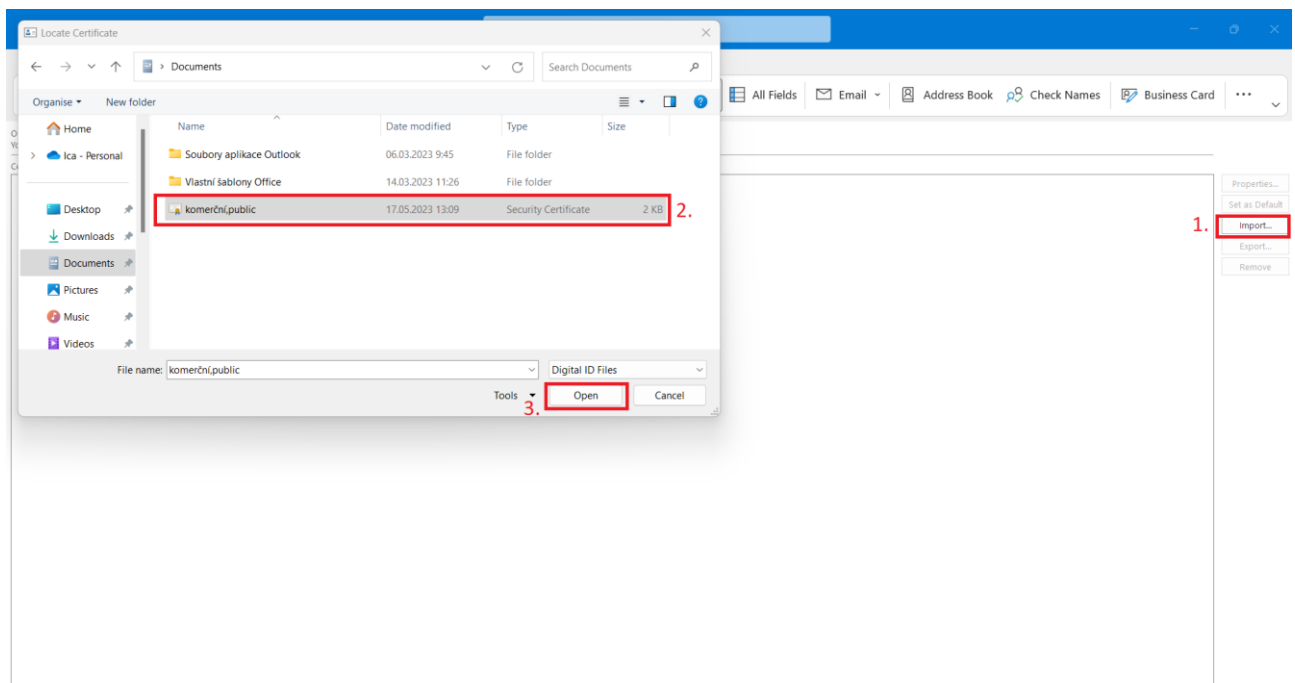 Locate Certificate
Documents
Search Documents
Organise
New folder
All Fields
Email
Address Book
Check Names
Business Card
Home
Ica - Personal
Desktop
Downloads
Documents
Pictures
Music
Videos
Name
Date modified
Type
Size
Soubory aplikace Outlook 06.03.2023 9:45 File folder
Vlastní šablony Office 14.03.2023 11:26 File folder
komerční,public 17.05.2023 13:09 Security Certificate 2 KB
2.
File name: komerční,public
Digital ID Files
Tools
Open
Cancel
3.
Properties...
Set as Default
1.
Import...
Export...
Remove